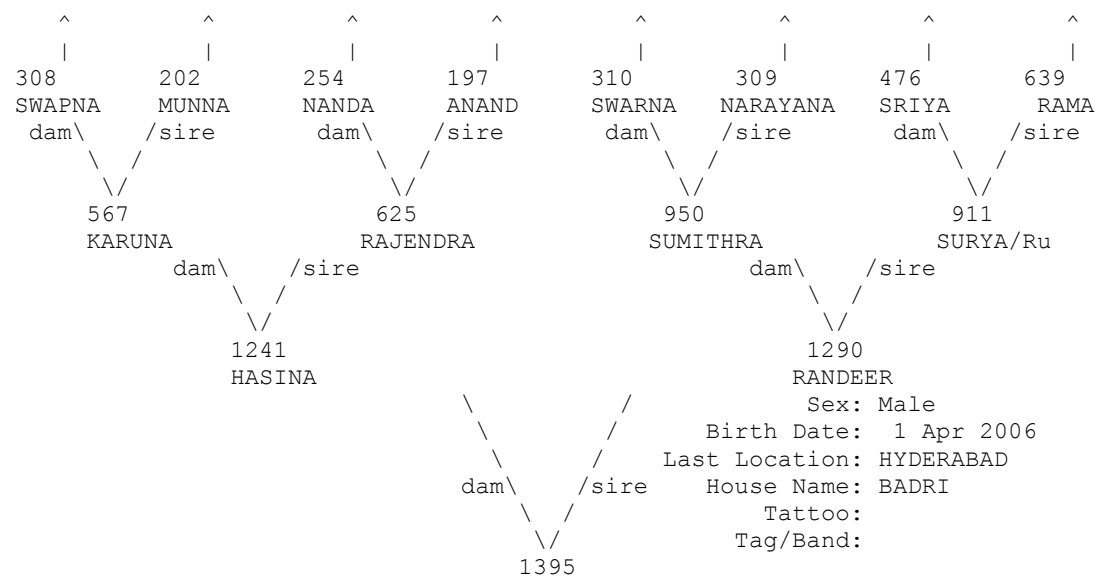 ^ ^ ^ ^ ^ ^ ^ ^
| | | | | | | |
308 202 254 197 310 309 476 639
SWAPNA MUNNA NANDA ANAND SWARNA NARAYANA SRIYA RAMA
dam\ /sire dam\ /sire dam\ /sire dam\ /sire
\ / \ / \ / \ /
\/ \/ \/ \/
567 625 950 911
KARUNA RAJENDRA SUMITHRA SURYA/Ru
dam\ /sire dam\ /sire
\ / \ /
\/ \/
1241 1290
HASINA RANDEER
\ / Sex: Male
\ / Birth Date: 1 Apr 2006
\ / Last Location: HYDERABAD
dam\ /sire House Name: BADRI
\ / Tattoo:
\/ Tag/Band:
1395